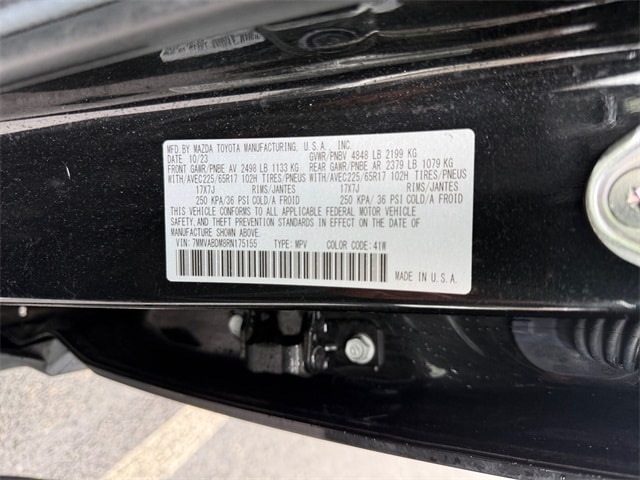 MFD.BY MAZDA TOYOTA MANUFACTURING, U.S.A., INC.
DATE 10/23 GVWR/PNBV 4848 LB 2199 KG
FRONT GAWR/PNBE AV 2498 LB 1133 KG REAR GAWR/PNBE AR 2379 LB 1079 KG
WITH/AVEC225/65R17 102H TIRES/PNEUS WITH/AVEC225/65R17 102H TIRES/PNEUS
17X7J RIMS/JANTES 17X7J RIMS/JANTES
250 KPA/36 PSI COLD/A FROID 250 KPA/ 36 PSI COLD/A FROID
THIS VEHICLE CONFORMS TO ALL APPLICABLE FEDERAL MOTOR VEHICLE
SAFETY, AND THEFT PREVENTION STANDARDS IN EFFECT ON THE DATE OF
MANUFACTURE SHOWN ABOVE.
VIN: 7MMVABDM8RN175155 TYPE: MPV COLOR CODE: 41W
MADE IN U.S.A.